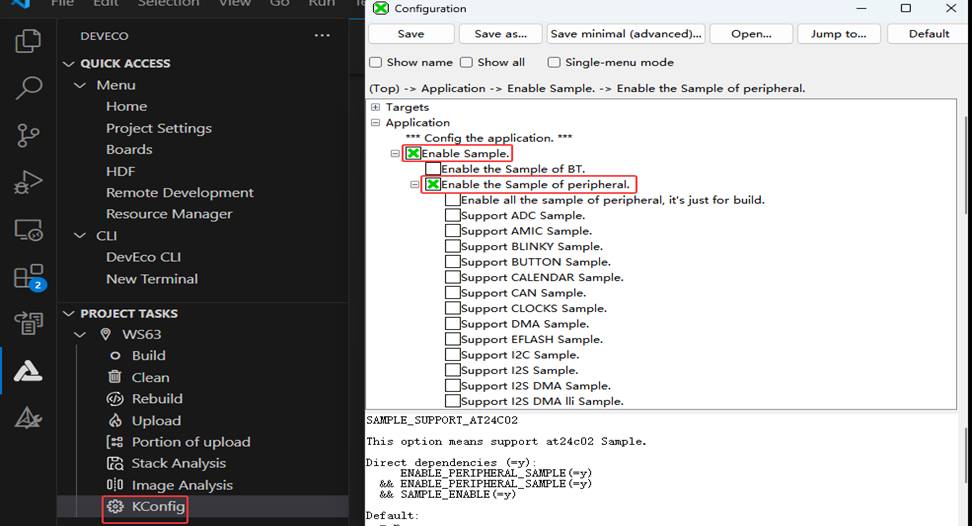 File Edit Selection View Go Run Te
DEVECO ···
QUICK ACCESS
Menu
Home
Project Settings
Boards
HDF
Remote Development
Resource Manager
CLI
DevEco CLI
New Terminal
PROJECT TASKS
WS63
Build
Clean
Rebuild
Upload
Portion of upload
Stack Analysis
Image Analysis
KConfig
2
Configuration
Save Save as... Save minimal (advanced)... Open... Jump to... Default
Show name Show all Single-menu mode
(Top) -> Application -> Enable Sample. -> Enable the Sample of peripheral.
Targets
Application
*** Config the application. ***
Enable Sample.
Enable the Sample of BT.
Enable the Sample of peripheral.
Enable all the sample of peripheral, it's just for build.
Support ADC Sample.
Support AMIC Sample.
Support BLINKY Sample.
Support BUTTON Sample.
Support CALENDAR Sample.
Support CAN Sample.
Support CLOCKS Sample.
Support DMA Sample.
Support EFLASH Sample.
Support I2C Sample.
Support I2S Sample.
Support I2S DMA Sample.
Support I2S DMA lli Sample.
SAMPLE_SUPPORT_AT24C02
This option means support at24c02 Sample.
Direct dependencies (=y):
ENABLE_PERIPHERAL_SAMPLE(=y)
&& ENABLE_PERIPHERAL_SAMPLE(=y)
&& SAMPLE_ENABLE(=y)
Default: